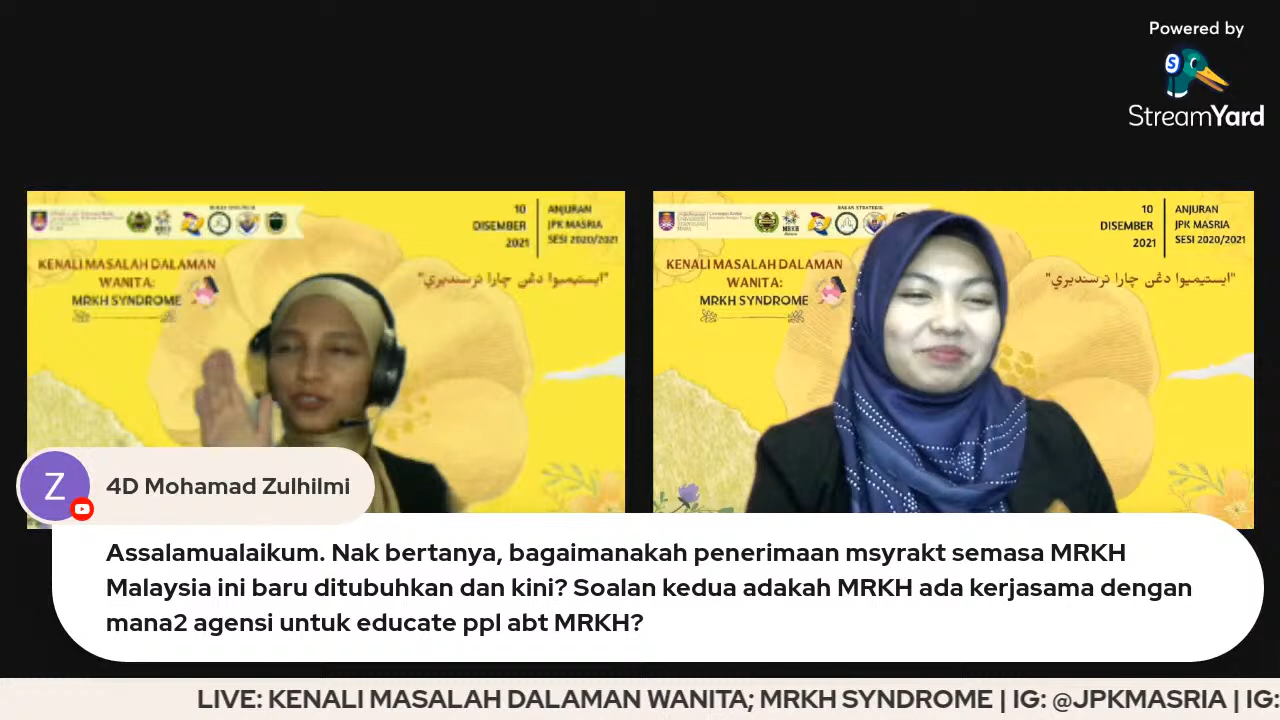 Powered by
StreamYard
RAKAN STRATEGIK
10
DISEMBER
2021
ANJURAN
JPK MASRIA
SESI 2020/2021
KENALI MASALAH DALAMAN
WANITA:
MRKH SYNDROME
"ايستيميوا دڠن چارا ترسنديري"
10
DISEMBER
2021
ANJURAN
JPK MASRIA
SESI 2020/2021
KENALI MASALAH DALAMAN
WANITA:
MRKH SYNDROME
"ايستيميوا دڠن چارا ترسنديري"
Z
4D Mohamad Zulhilmi
Assalamualaikum. Nak bertanya, bagaimanakah penerimaan msyrakt semasa MRKH
Malaysia ini baru ditubuhkan dan kini? Soalan kedua adakah MRKH ada kerjasama dengan
mana2 agensi untuk educate ppl abt MRKH?
LIVE: KENALI MASALAH DALAMAN WANITA; MRKH SYNDROME | IG: @JPKMASRIA | IG: